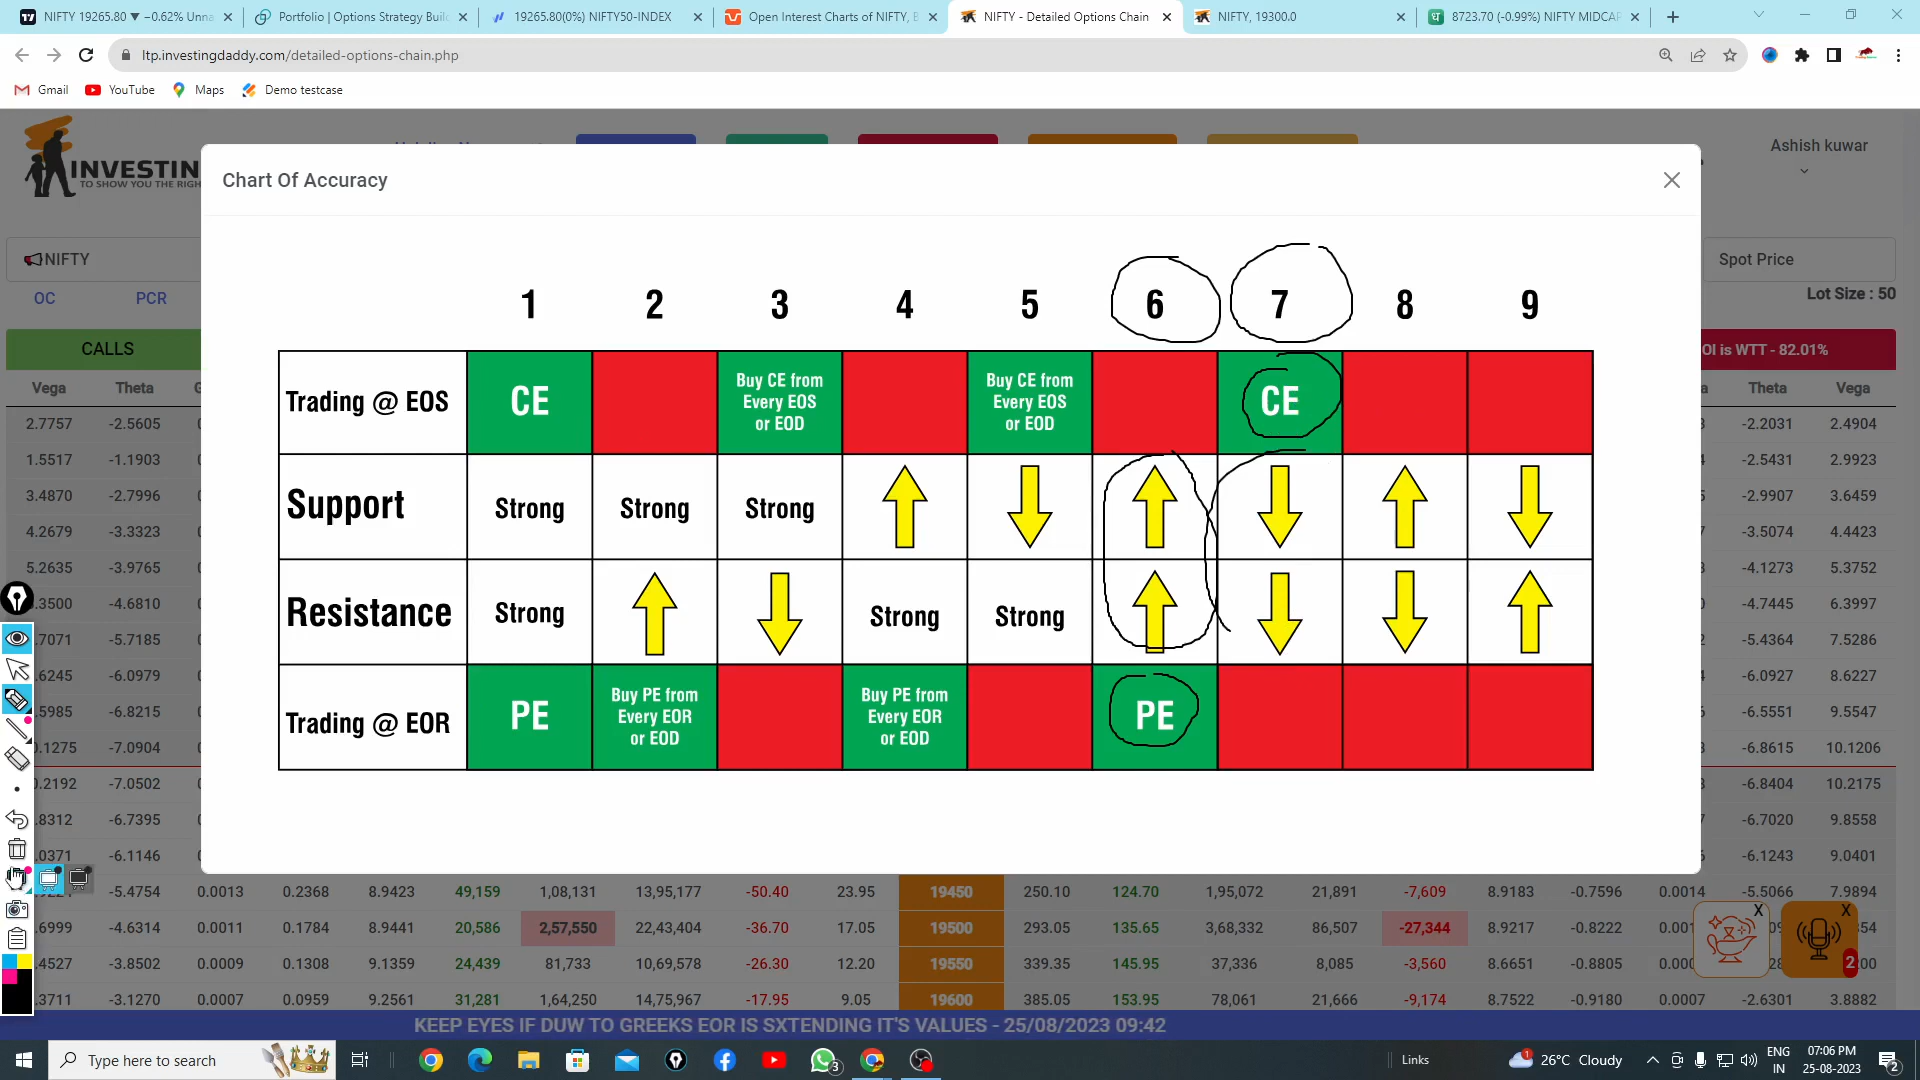 NIFTY 19265.80 ▼ −0.62% Unna
Portfolio | Options Strategy Buil
19265.80(0%) NIFTY50-INDEX
Open Interest Charts of NIFTY, B
NIFTY - Detailed Options Chain
NIFTY, 19300.0
8723.70 (-0.99%) NIFTY MIDCAP
ltp.investingdaddy.com/detailed-options-chain.php
Gmail YouTube Maps Demo testcase
INVESTIN
TO SHOW YOU THE RIGH
Ashish kuwar
Chart Of Accuracy
NIFTY
Spot Price
OC PCR
Lot Size : 50
CALLS
OI is WTT - 82.01%
1 2 3 4 5 6 7 8 9
Trading @ EOS CE Buy CE from Every EOS or EOD Buy CE from Every EOS or EOD CE
Support Strong Strong Strong
Resistance Strong Strong Strong
Trading @ EOR PE Buy PE from Every EOR or EOD Buy PE from Every EOR or EOD PE
Vega Theta G
2.7757 -2.5605
1.5517 -1.1903
3.4870 -2.7996
4.2679 -3.3323
5.2635 -3.9765
.3500 -4.6810
.7071 -5.7185
.6245 -6.0979
.5985 -6.8215
0.1275 -7.0904
0.2192 -7.0502
.8312 -6.7395
.0371 -6.1146
Theta Vega
-2.2031 2.4904
-2.5431 2.9923
-2.9907 3.6459
-3.5074 4.4423
-4.1273 5.3752
-4.7445 6.3997
-5.4364 7.5286
-6.0927 8.6227
-6.5551 9.5547
-6.8615 10.1206
-6.8404 10.2175
-6.7020 9.8558
-6.1243 9.0401
-5.4754 0.0013 0.2368 8.9423 49,159 1,08,131 13,95,177 -50.40 23.95 19450 250.10 124.70 1,95,072 21,891 -7,609 8.9183 -0.7596 0.0014 -5.5066 7.9894
.6999 -4.6314 0.0011 0.1784 8.9441 20,586 2,57,550 22,43,404 -36.70 17.05 19500 293.05 135.65 3,68,332 86,507 -27,344 8.9217 -0.8222
.4527 -3.8502 0.0009 0.1308 9.1359 24,439 81,733 10,69,578 -26.30 12.20 19550 339.35 145.95 37,336 8,085 -3,560 8.6651 -0.8805
.3711 -3.1270 0.0007 0.0959 9.2561 31,281 1,64,250 14,75,967 -17.95 9.05 19600 385.05 153.95 78,061 21,666 -9,174 8.7522 -0.9180 0.0007 -2.6301 3.8882
X X
2
KEEP EYES IF DUW TO GREEKS EOR IS SXTENDING IT'S VALUES - 25/08/2023 09:42
Type here to search
3
Links
1
26°C Cloudy
ENG
IN
07:06 PM
25-08-2023
2